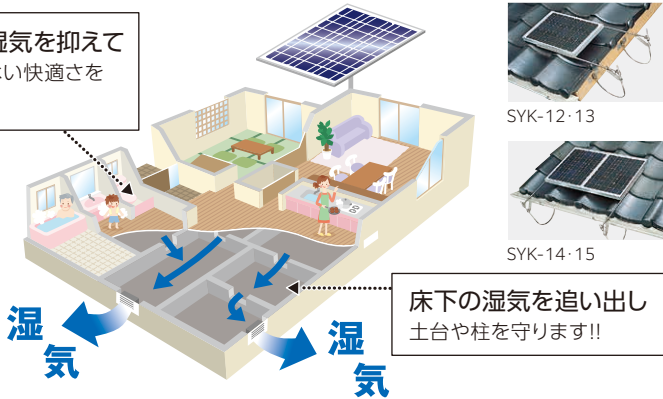 湿気を抑えて
い快適さを
SYK-12·13
SYK-14·15
床下の湿気を追い出し
土台や柱を守ります!!
湿
気
湿
気